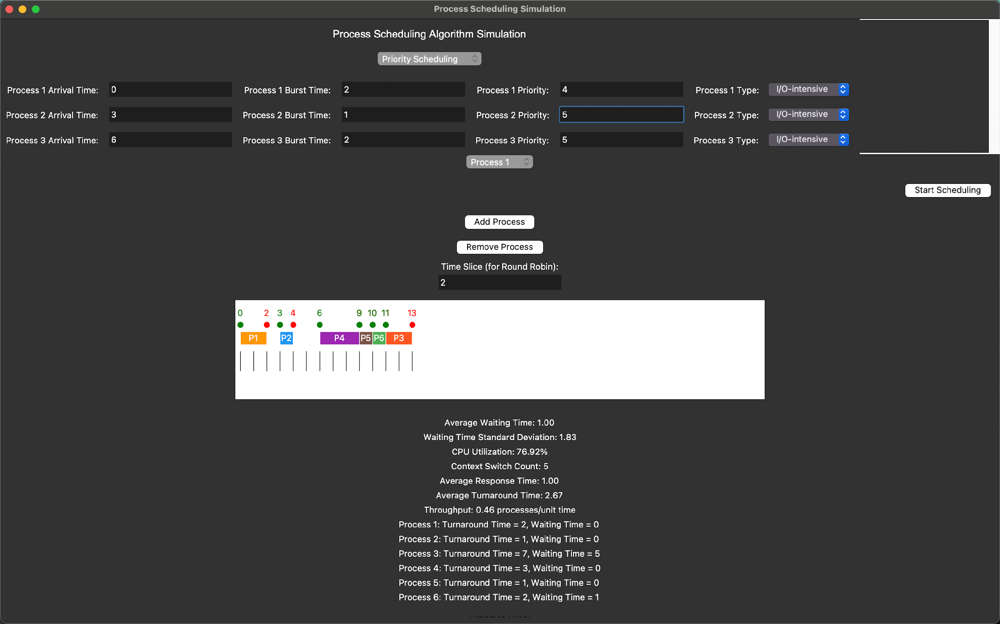 Process Scheduling Simulation
Process Scheduling Algorithm Simulation
Priority Scheduling
Process 1 Arrival Time: 0 Process 1 Burst Time: 2 Process 1 Priority: 4 Process 1 Type: I/O-intensive
Process 2 Arrival Time: 3 Process 2 Burst Time: 1 Process 2 Priority: 5 Process 2 Type: I/O-intensive
Process 3 Arrival Time: 6 Process 3 Burst Time: 2 Process 3 Priority: 5 Process 3 Type: I/O-intensive
Process 1
Start Scheduling
Add Process
Remove Process
Time Slice (for Round Robin):
2
0 2 3 4 6 9 10 11 13
P1 P2 P4 P5 P6 P3
Average Waiting Time: 1.00
Waiting Time Standard Deviation: 1.83
CPU Utilization: 76.92%
Context Switch Count: 5
Average Response Time: 1.00
Average Turnaround Time: 2.67
Throughput: 0.46 processes/unit time
Process 1: Turnaround Time = 2, Waiting Time = 0
Process 2: Turnaround Time = 1, Waiting Time = 0
Process 3: Turnaround Time = 7, Waiting Time = 5
Process 4: Turnaround Time = 3, Waiting Time = 0
Process 5: Turnaround Time = 1, Waiting Time = 0
Process 6: Turnaround Time = 2, Waiting Time = 1